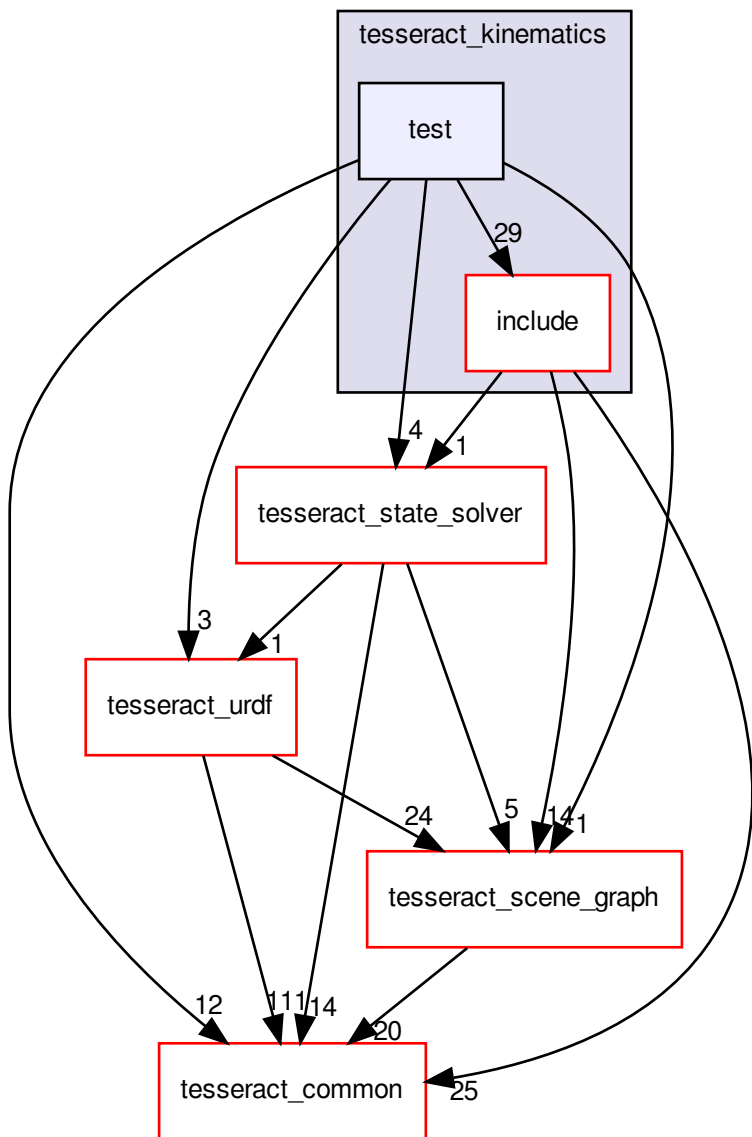 tesseract_kinematics
test
29
include
4
1
tesseract_state_solver
3
1
tesseract_urdf
24
5
14
1
tesseract_scene_graph
12
111
14
20
25
tesseract_common